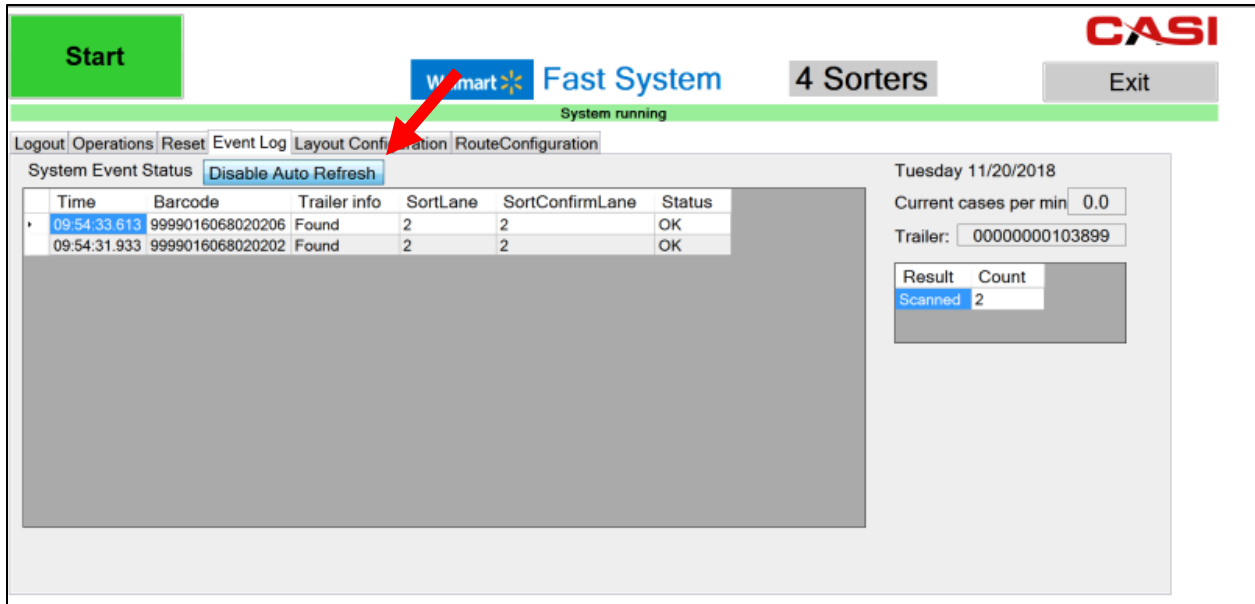 CASI
Start
Walmart Fast System 4 Sorters Exit
System running
Logout Operations Reset Event Log Layout Configuration RouteConfiguration
System Event Status Disable Auto Refresh Tuesday 11/20/2018
Time Barcode Trailer info SortLane SortConfirmLane Status
09:54:33.613 9999016068020206 Found 2 2 OK
09:54:31.933 9999016068020202 Found 2 2 OK
Current cases per min 0.0
Trailer: 00000000103899
Result Count
Scanned 2